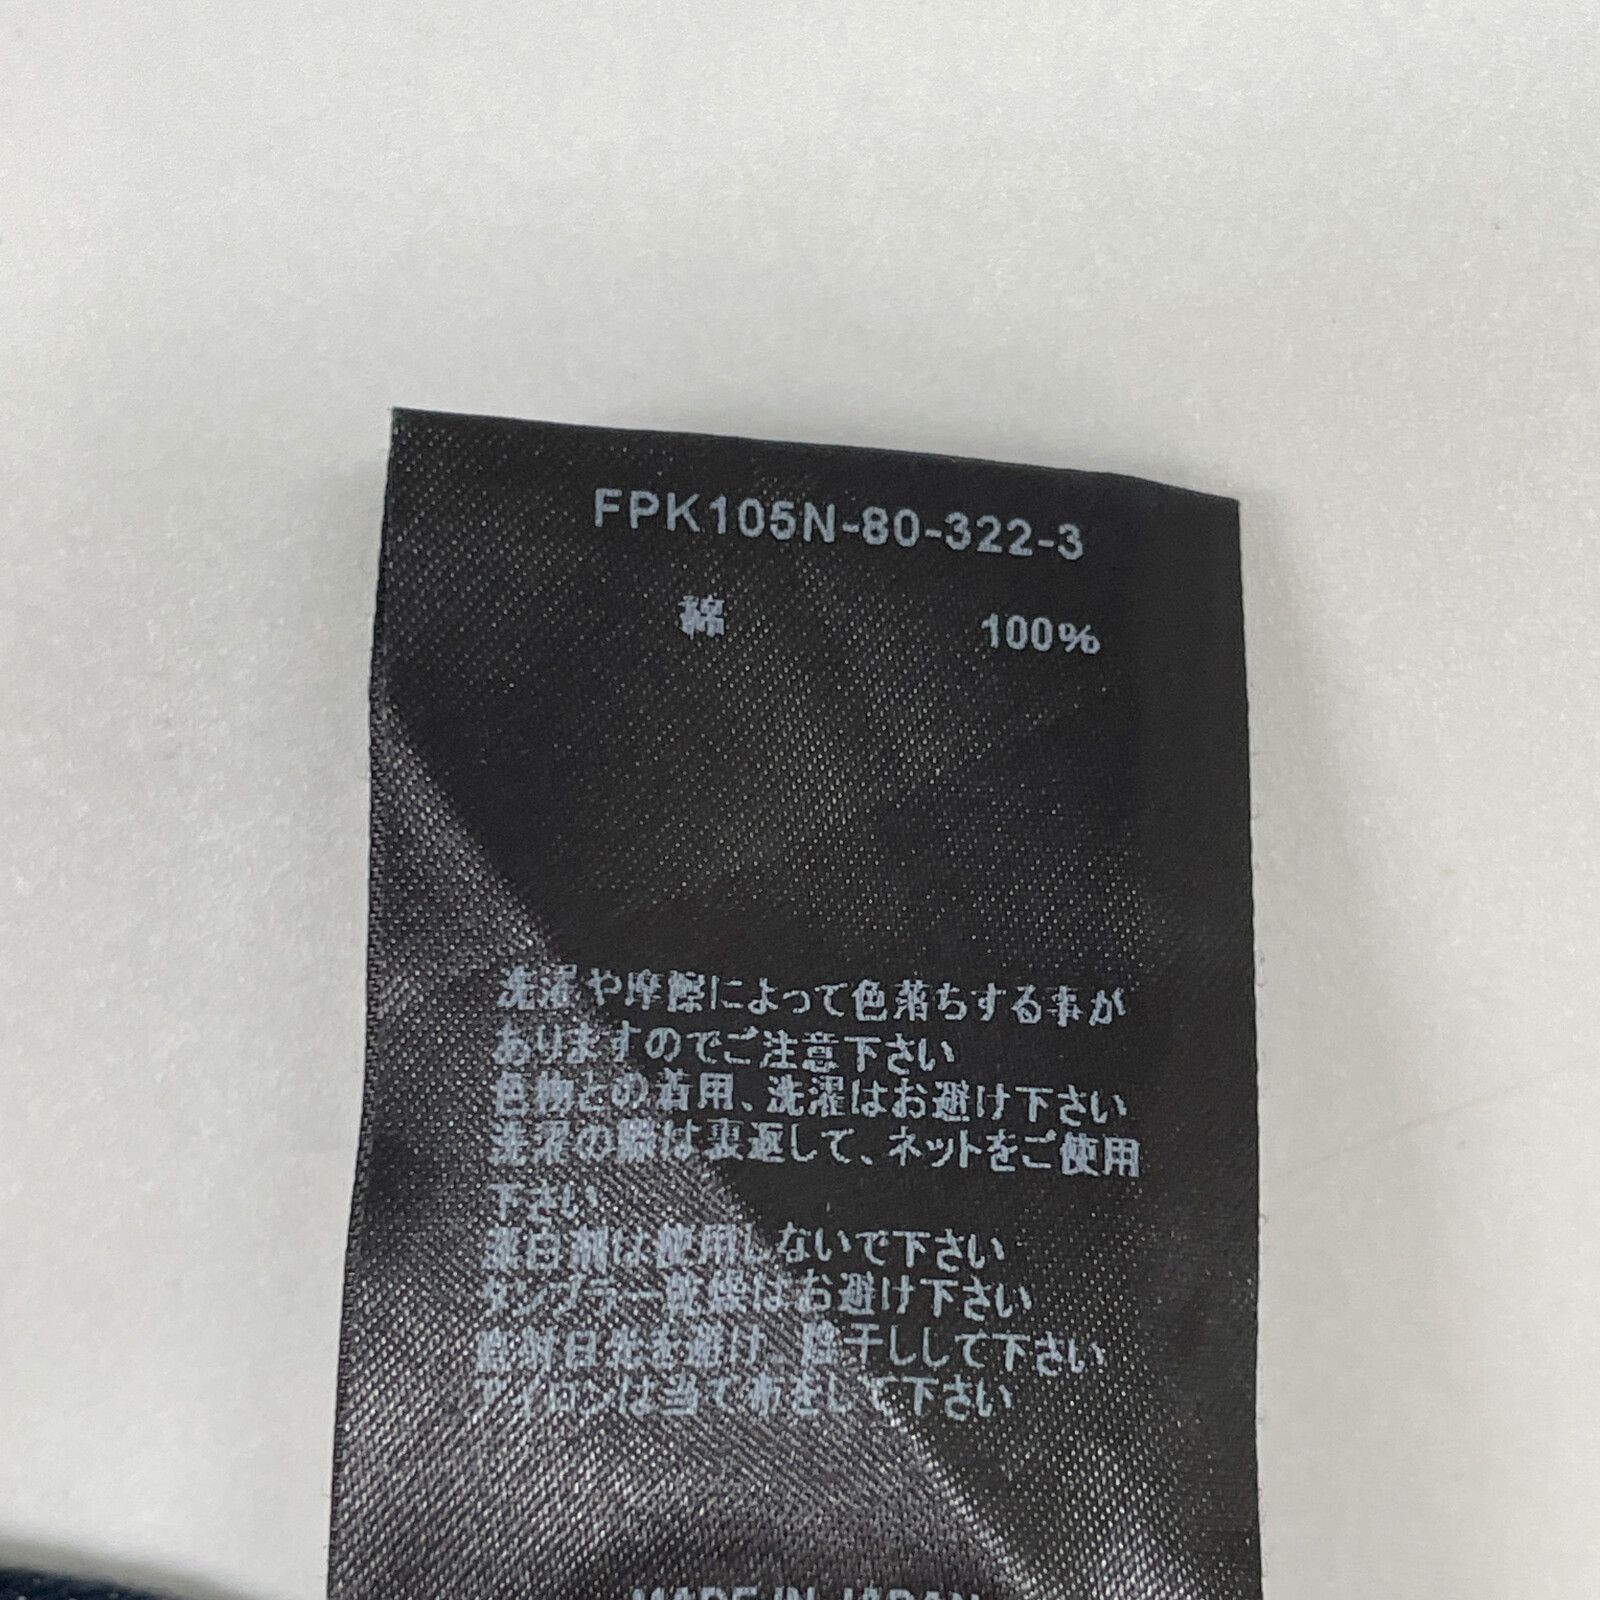 FPK105N-80-322-3
綿 100%
洗濯や摩擦によって色落ちする事が
ありますのでご注意下さい
色物との着用、洗濯はお避け下さい
洗濯の際は裏返して、ネットをご使用
下さい
漂白剤は使用しないで下さい
タンブラー乾燥はお避け下さい
直射日光を避け、陰干しして下さい
アイロンは当て布をして下さい
MADE IN JAPAN